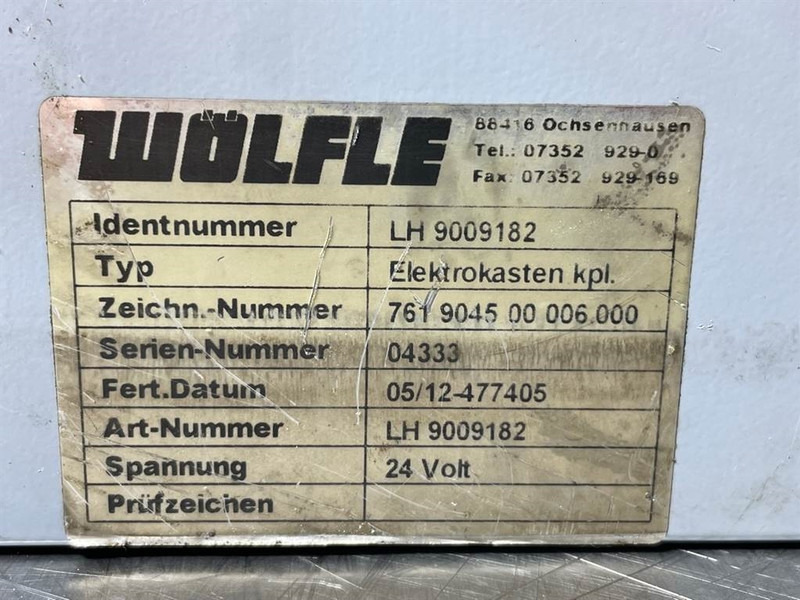 WÖLFLE
88416 Ochsenhausen
Tel.: 07352 929-0
Fax: 07352 929-169
Identnummer LH 9009182
Typ Elektrokasten kpl.
Zeichn.-Nummer 761 9045 00 006.000
Serien-Nummer 04333
Fert.Datum 05/12-477405
Art-Nummer LH 9009182
Spannung 24 Volt
Prüfzeichen